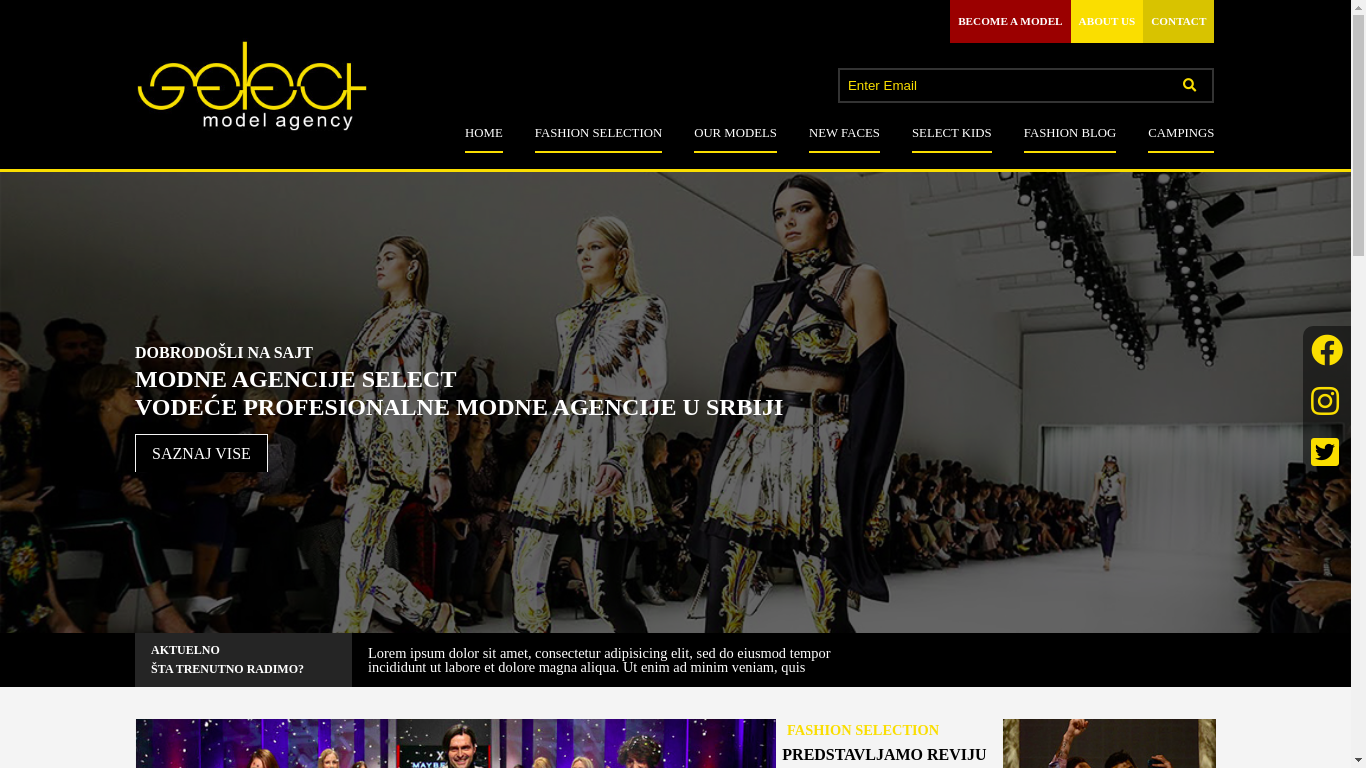 BECOME A MODEL ABOUT US CONTACT
select
model agency
Enter Email
HOME FASHION SELECTION OUR MODELS NEW FACES SELECT KIDS FASHION BLOG CAMPINGS
DOBRODOŠLI NA SAJT
MODNE AGENCIJE SELECT
VODEĆE PROFESIONALNE MODNE AGENCIJE U SRBIJI
SAZNAJ VISE
AKTUELNO
ŠTA TRENUTNO RADIMO?
Lorem ipsum dolor sit amet, consectetur adipisicing elit, sed do eiusmod tempor
incididunt ut labore et dolore magna aliqua. Ut enim ad minim veniam, quis
FASHION SELECTION
PREDSTAVLJAMO REVIJU